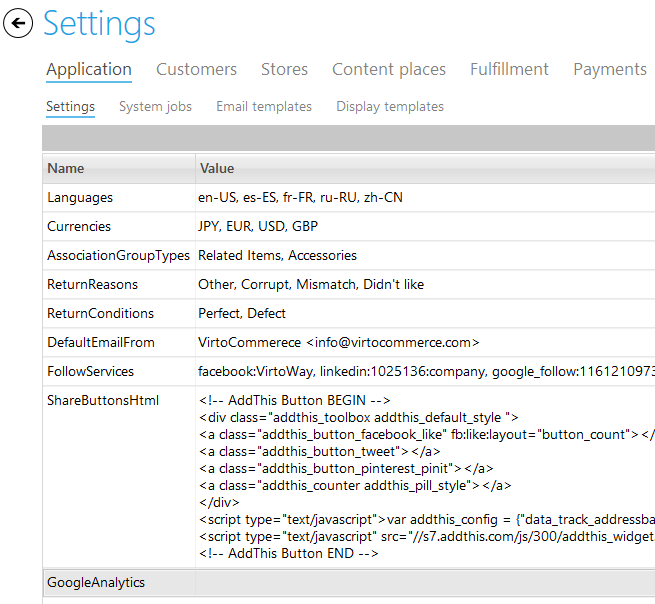 Settings
Application Customers Stores Content places Fulfillment Payments
Settings System jobs Email templates Display templates
Name Value
Languages en-US, es-ES, fr-FR, ru-RU, zh-CN
Currencies JPY, EUR, USD, GBP
AssociationGroupTypes Related Items, Accessories
ReturnReasons Other, Corrupt, Mismatch, Didn't like
ReturnConditions Perfect, Defect
DefaultEmailFrom VirtoCommerece <info@virtocommerce.com>
FollowServices facebook:VirtoWay, linkedin:1025136:company, google_follow:1161210973
ShareButtonsHtml <!-- AddThis Button BEGIN -->
<div class="addthis_toolbox addthis_default_style ">
<a class="addthis_button_facebook_like" fb:like:layout="button_count"></
<a class="addthis_button_tweet"></a>
<a class="addthis_button_pinterest_pinit"></a>
<a class="addthis_counter addthis_pill_style"></a>
</div>
<script type="text/javascript">var addthis_config = {"data_track_addressba
<script type="text/javascript" src="//s7.addthis.com/js/300/addthis_widget.
<!-- AddThis Button END -->
GoogleAnalytics